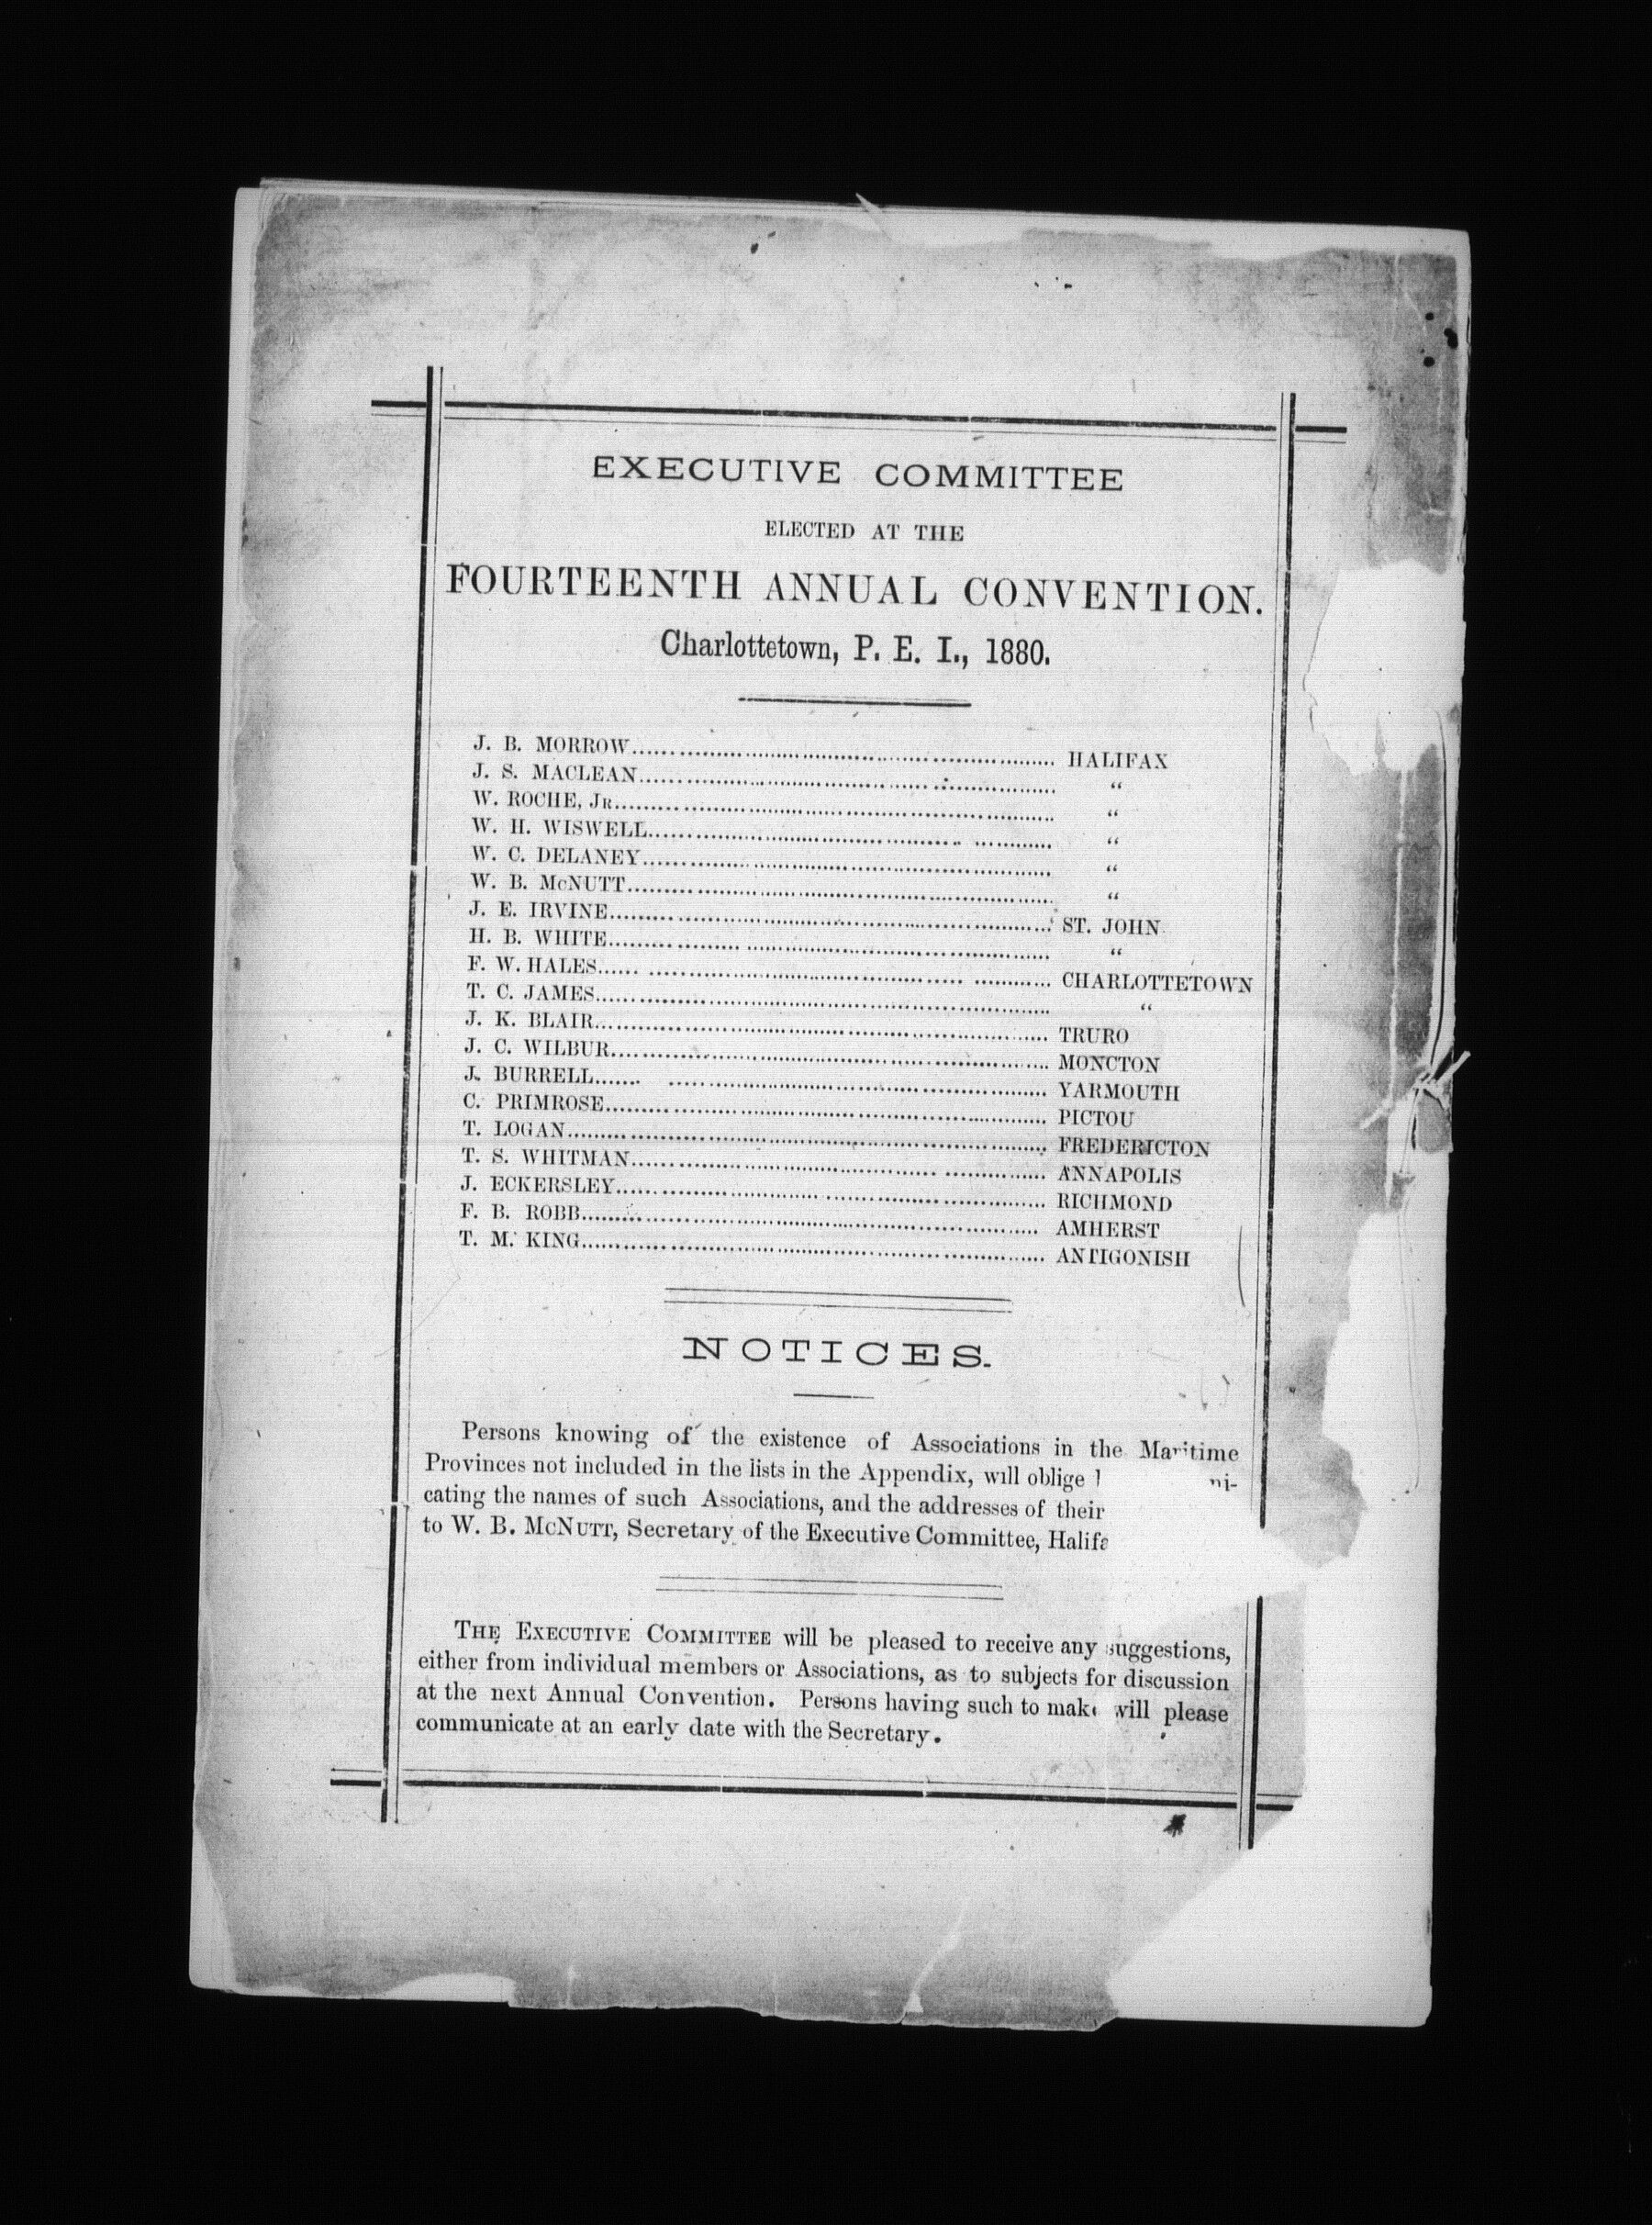 EXECUTIVE COMMITTEE
ELECTED AT THE
FOURTEENTH ANNUAL CONVENTION.
Charlottetown, P. E. I., 1880.
J. B. MORROW........ HALIFAX
J. S. MACLEAN........ “
W. ROCHE, JR........ “
W. H. WISWELL........ “
W. C. DELANEY........ “
W. B. McNUTT........ “
J. E. IRVINE........ ST. JOHN
H. B. WHITE........ “
F. W. HALES........ CHARLOTTETOWN
T. C. JAMES........ “
J. K. BLAIR........ TRURO
J. C. WILBUR........ MONCTON
J. BURRELL........ YARMOUTH
C. PRIMROSE........ PICTOU
T. LOGAN........ FREDERICTON
T. S. WHITMAN........ ANNAPOLIS
J. ECKERSLEY........ RICHMOND
F. B. ROBB........ AMHERST
T. M. KING........ ANTIGONISH
NOTICES.
Persons knowing of the existence of Associations in the Maritime
Provinces not included in the lists in the Appendix, will oblige ni-
cating the names of such Associations, and the addresses of their
to W. B. McNUTT, Secretary of the Executive Committee, Halifa
THE EXECUTIVE COMMITTEE will be pleased to receive any suggestions,
either from individual members or Associations, as to subjects for discussion
at the next Annual Convention. Persons having such to make will please
communicate at an early date with the Secretary.